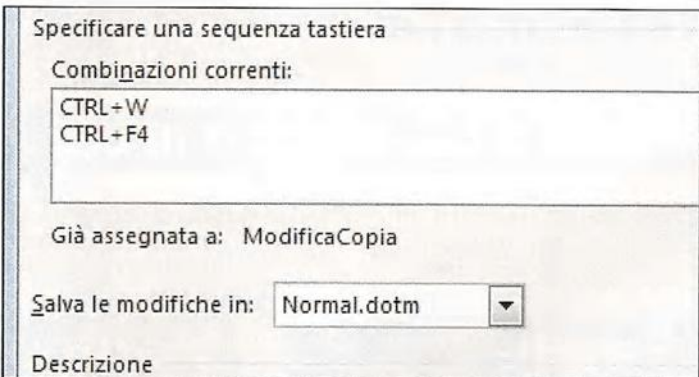 Specificare una sequenza tastiera
Combinazioni correnti:
CTRL+W
CTRL+F4
Già assegnata a: ModificaCopia
Salva le modifiche in: Normal.dotm
Descrizione